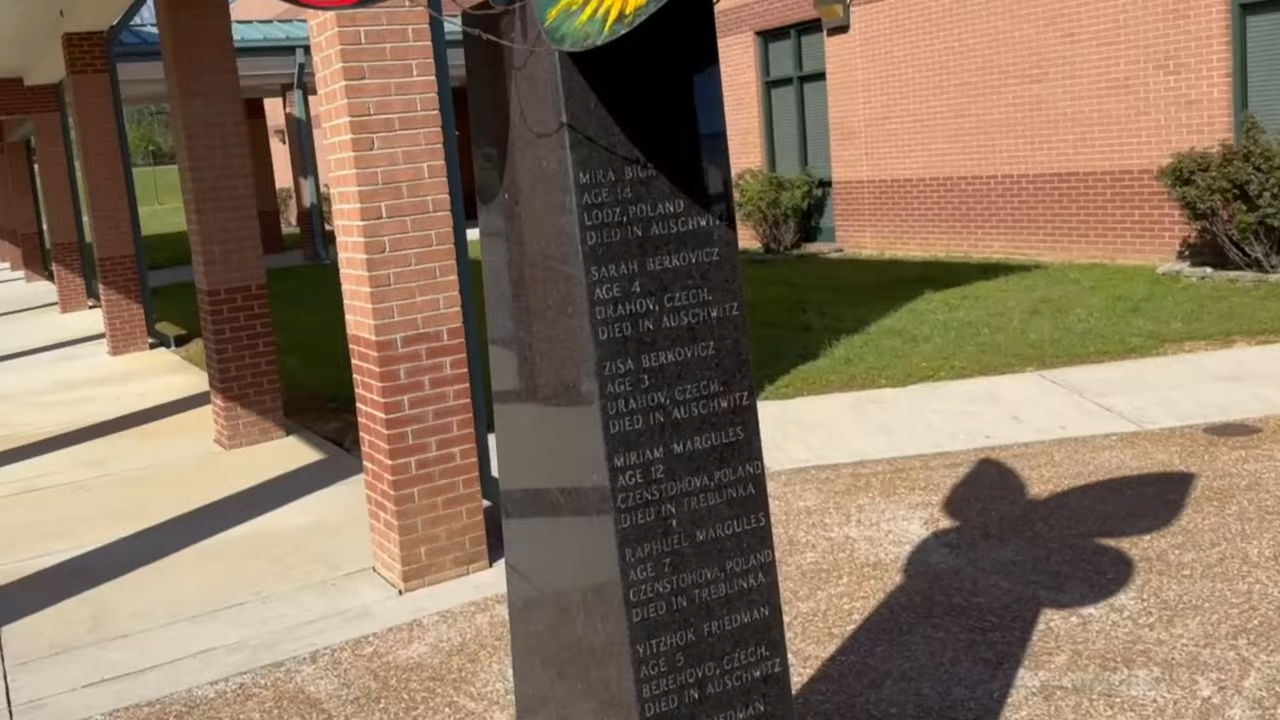 MIRA
AGE 14
LODZ, POLAND
DIED IN AUSCHWITZ
SARAH BERKOVICZ
AGE 4
DRAHOV, CZECH.
DIED IN AUSCHWITZ
ZISA BERKOVICZ
AGE 3
DRAHOV, CZECH.
DIED IN AUSCHWITZ
MIRIAM MARGULES
AGE 12
CZENSTOHOVA, POLAND
DIED IN TREBLINKA
RAPHUEL MARGULES
AGE 7
CZENSTOHOVA, POLAND
DIED IN TREBLINKA
YITZHOK FRIEDMAN
AGE 5
BEREHOVO, CZECH.
DIED IN AUSCHWITZ
FRIEDMAN